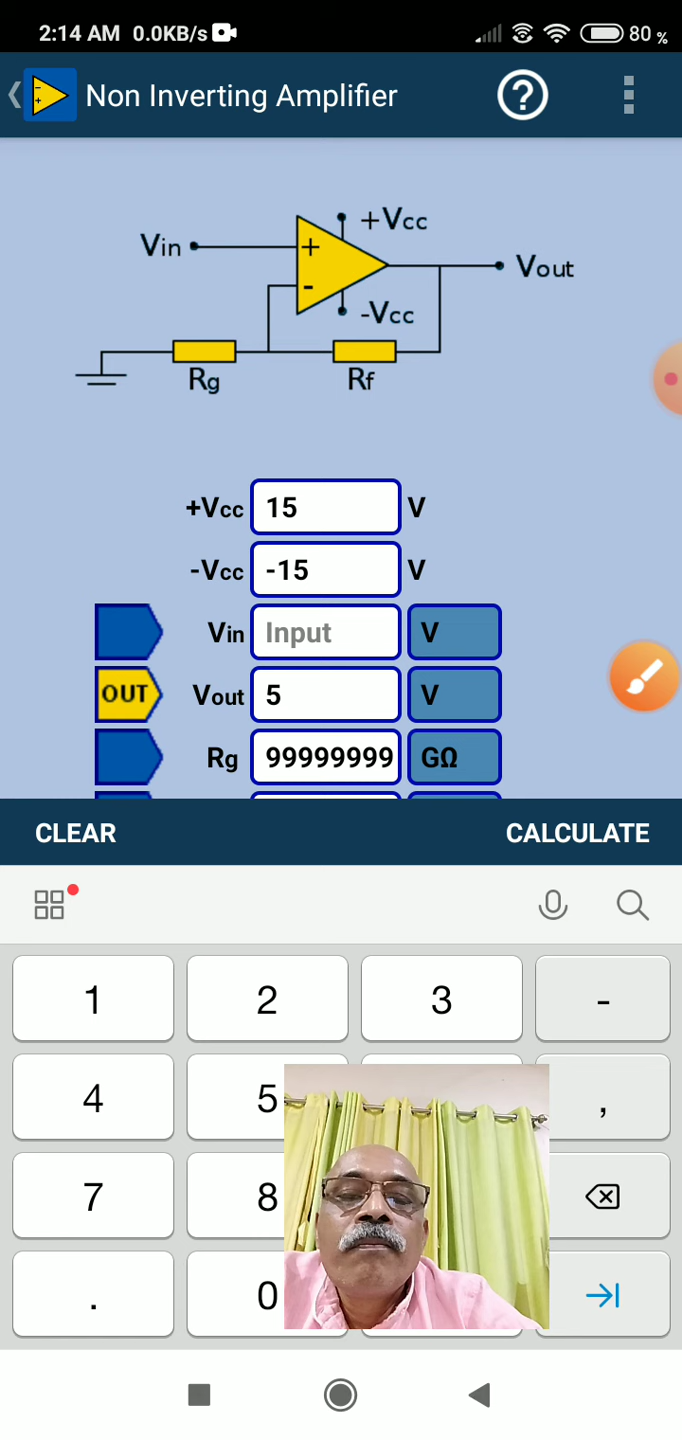 2:14 AM 0.0KB/s 80 %
Non Inverting Amplifier ?
+Vcc
Vin + Vout
- -Vcc
Rg Rf
+Vcc 15 V
-Vcc -15 V
Vin Input V
OUT Vout 5 V
Rg 99999999 GΩ
CLEAR CALCULATE
1 2 3 -
4 5 ,
7 8
. 0